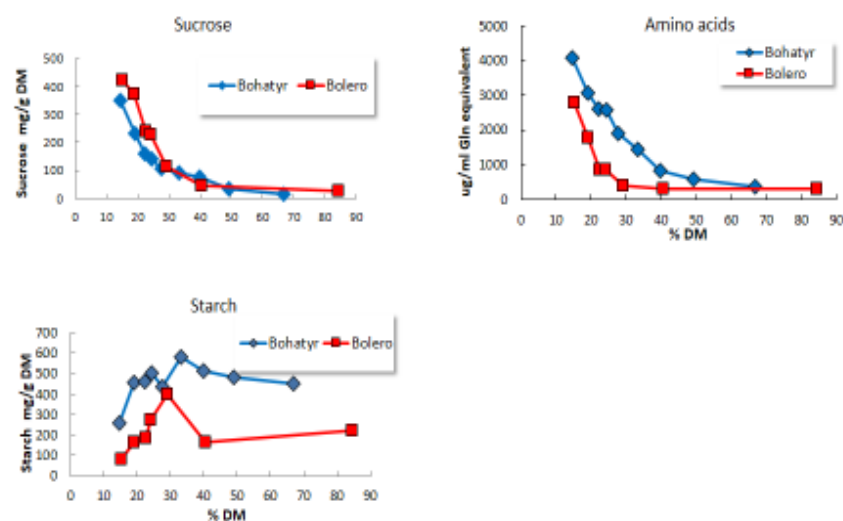 Sucrose
500
400
300
200
100
0
Sucrose mg/g DM
Bohatyr Bolero
0 10 20 30 40 50 60 70 80 90
Amino acids
5000
4000
3000
2000
1000
0
ug/ml Gln equivalent
Bohatyr
Bolero
0 10 20 30 40 50 60 70 80 90
% DM
Starch
700
600
500
400
300
200
100
0
Starch mg/g DM
Bohatyr Bolero
0 10 20 30 40 50 60 70 80 90
% DM